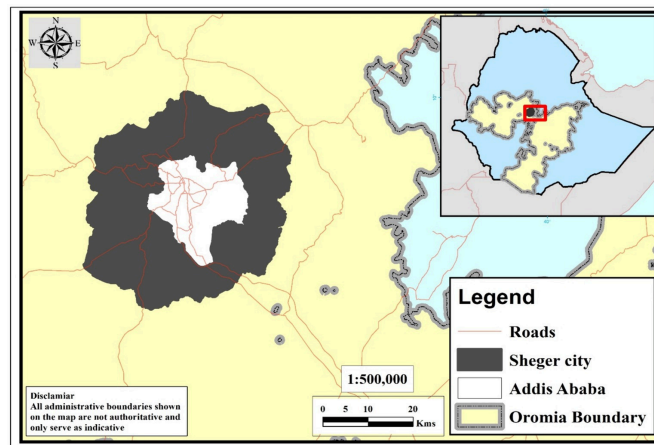 N
W E
S
Legend
Roads
Sheger city
Addis Ababa
Oromia Boundary
1:500,000
0 5 10 20
Kms
Disclamiar
All administrative boundaries shown
on the map are not authoritative and
only serve as indicative